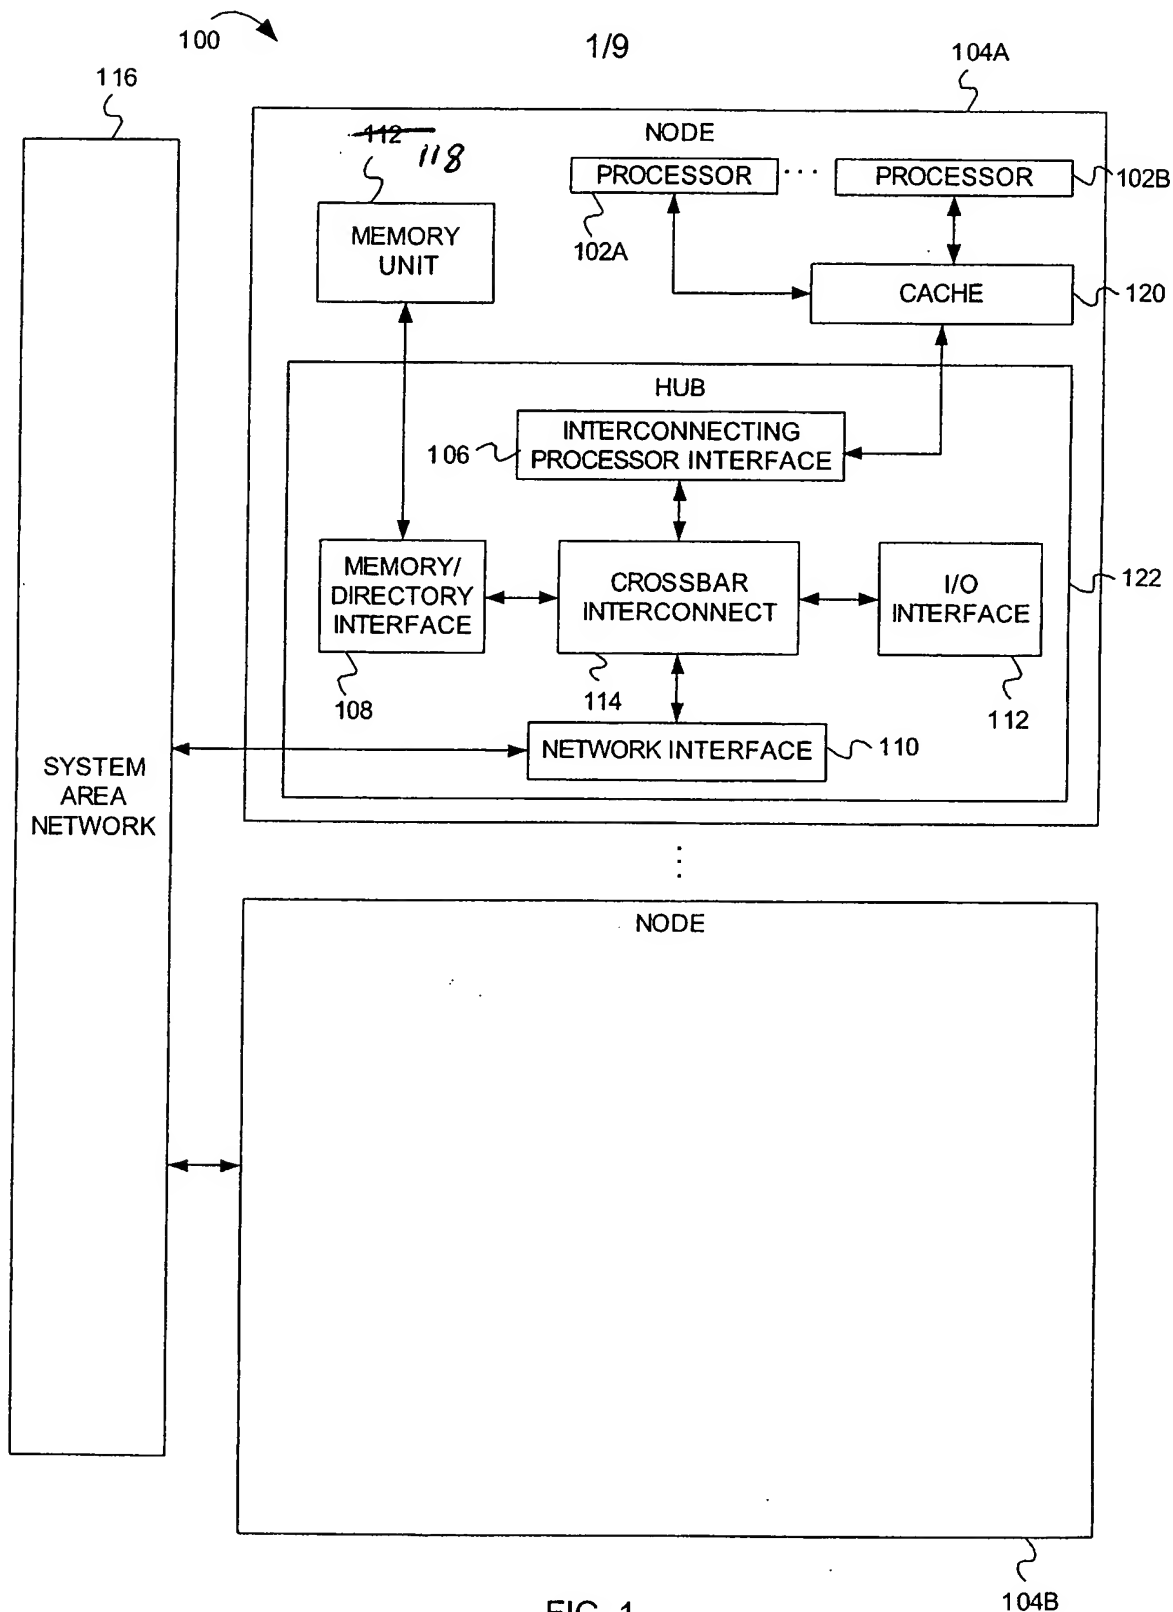 100
1/9
116
104A
NODE
112
118
PROCESSOR
...
PROCESSOR
102B
102A
MEMORY
UNIT
CACHE
120
HUB
INTERCONNECTING
PROCESSOR INTERFACE
106
MEMORY/
DIRECTORY
INTERFACE
CROSSBAR
INTERCONNECT
I/O
INTERFACE
122
108
114
112
NETWORK INTERFACE
110
SYSTEM
AREA
NETWORK
NODE
104B
FIG. 1